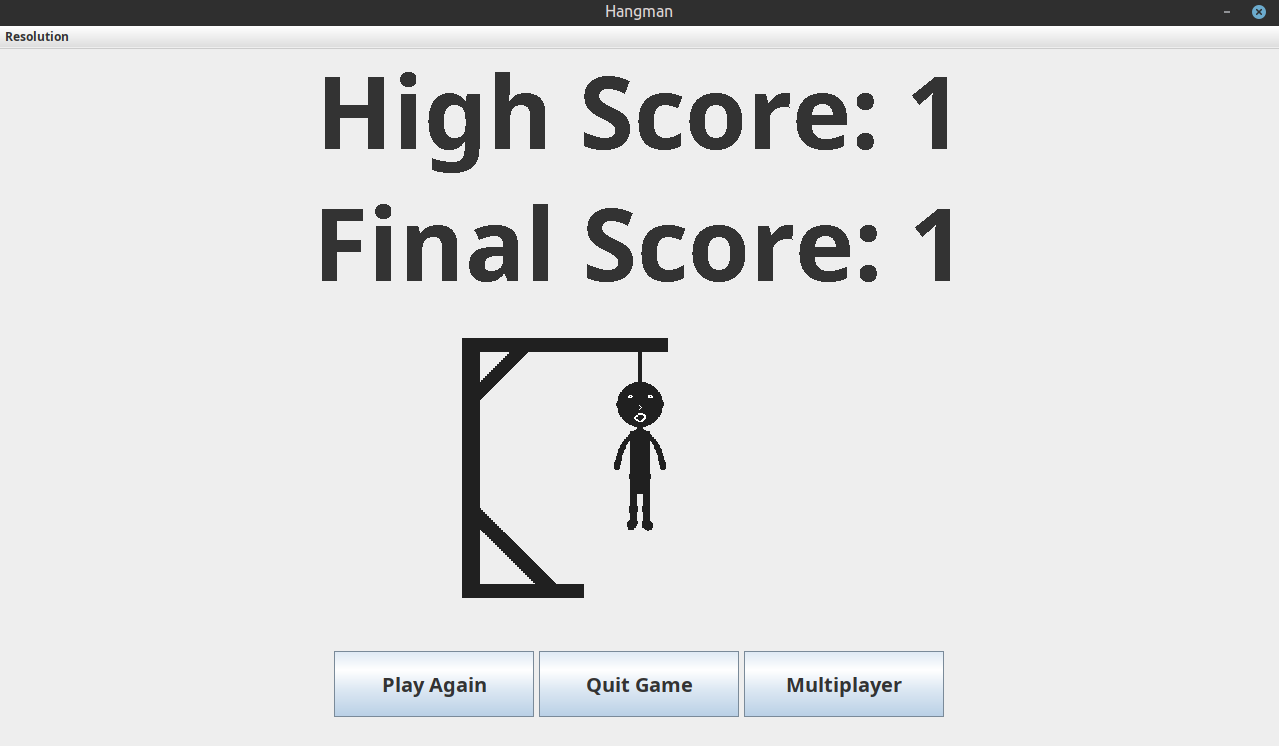 Hangman
Resolution
High Score: 1
Final Score: 1
Play Again
Quit Game
Multiplayer